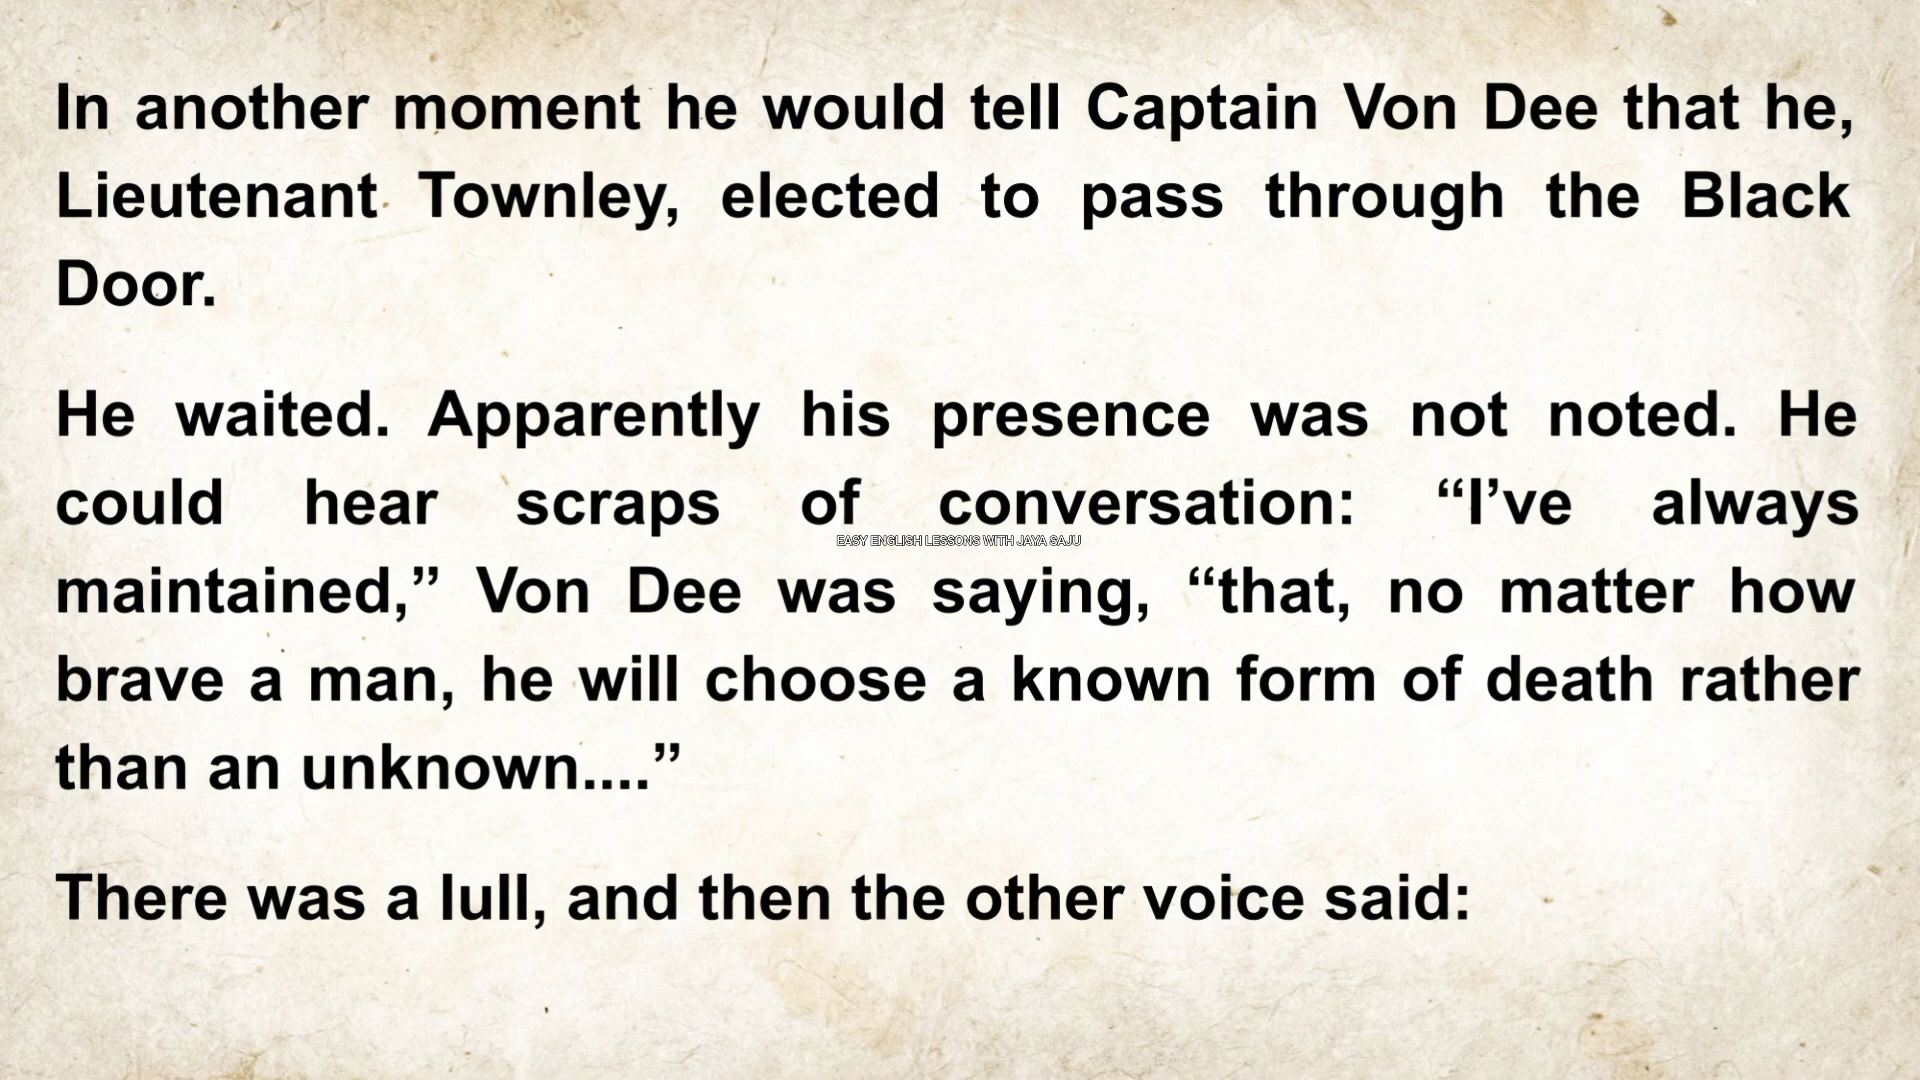 In another moment he would tell Captain Von Dee that he,
Lieutenant Townley, elected to pass through the Black
Door.
He waited. Apparently his presence was not noted. He
could hear scraps of conversation: “I’ve always
EASY ENGLISH LESSONS WITH JAYA SAJU
maintained,” Von Dee was saying, “that, no matter how
brave a man, he will choose a known form of death rather
than an unknown....”
There was a lull, and then the other voice said: